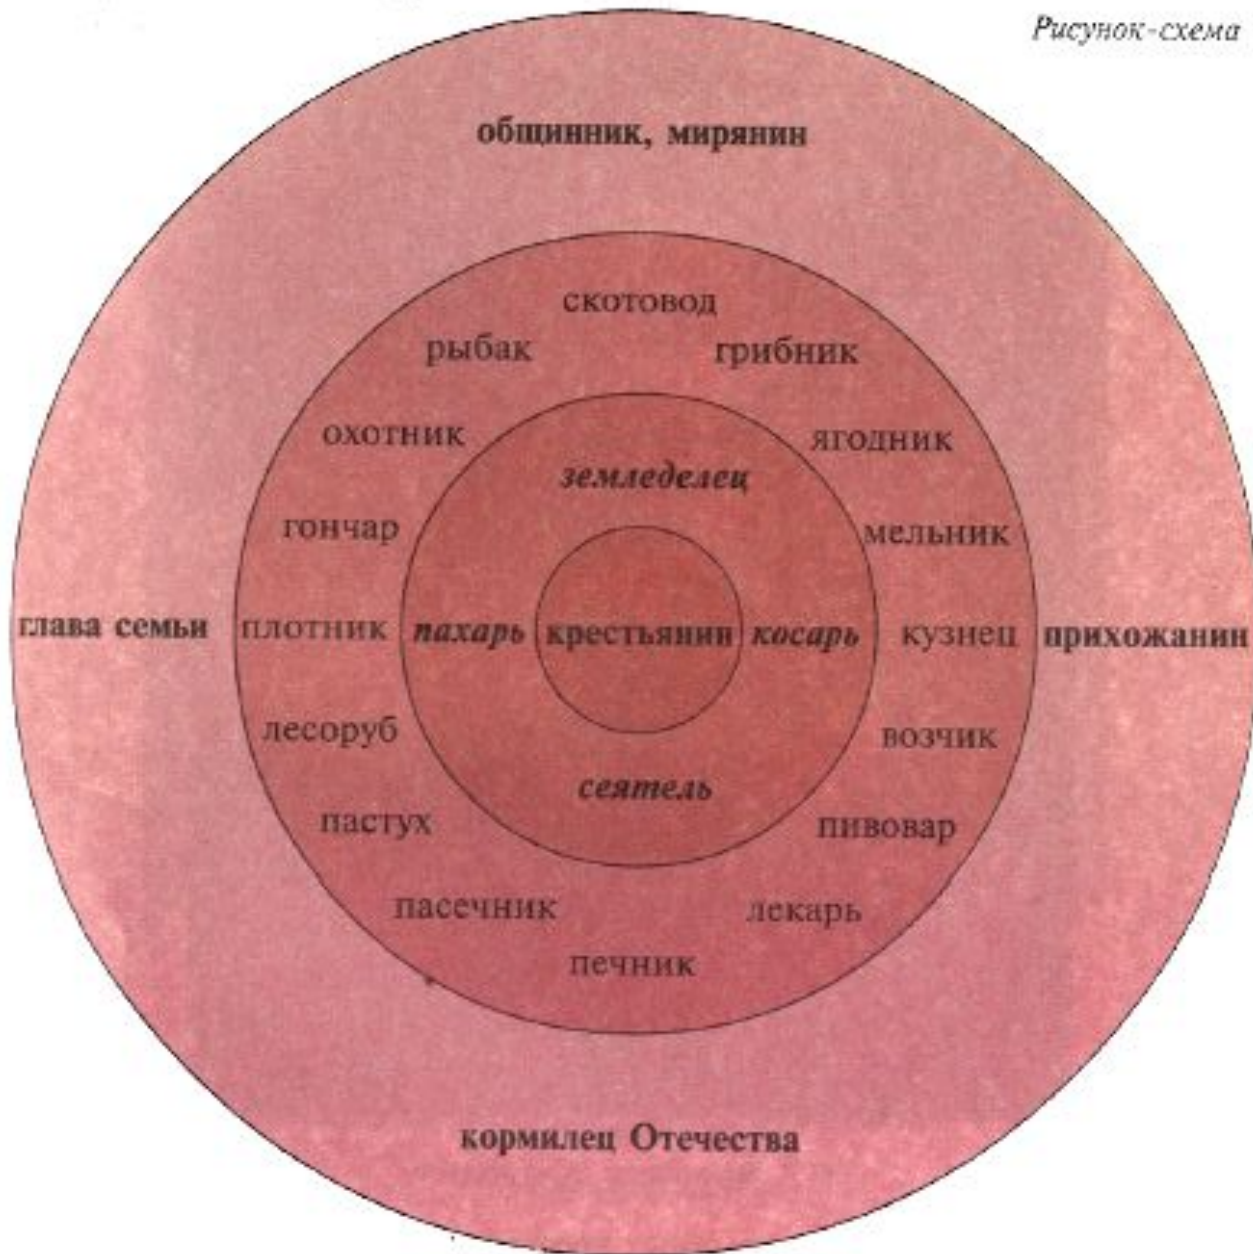 Рисунок-схема
общинник, мирянин
скотовод
рыбак
грибник
охотник
ягодник
земледелец
гончар
мельник
глава семьи
плотник
пахарь
крестьянин
косарь
кузнец
прихожанин
лесоруб
возчик
сеятель
пастух
пивовар
пасечник
лекарь
печник
кормилец Отечества